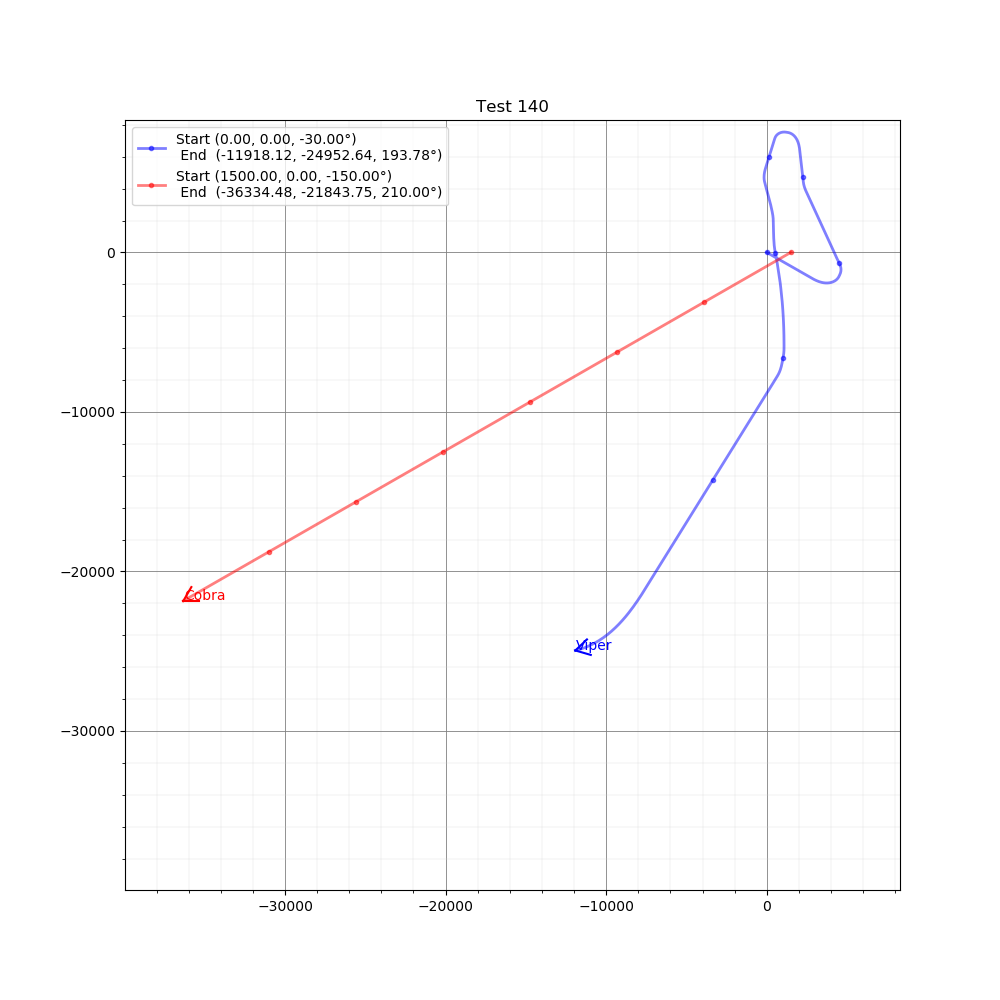 Test 140
Start (0.00, 0.00, -30.00°)
End (-11918.12, -24952.64, 193.78°)
Start (1500.00, 0.00, -150.00°)
End (-36334.48, -21843.75, 210.00°)
0
−10000
−20000
−30000
Cobra
Viper
−30000
−20000
−10000
0